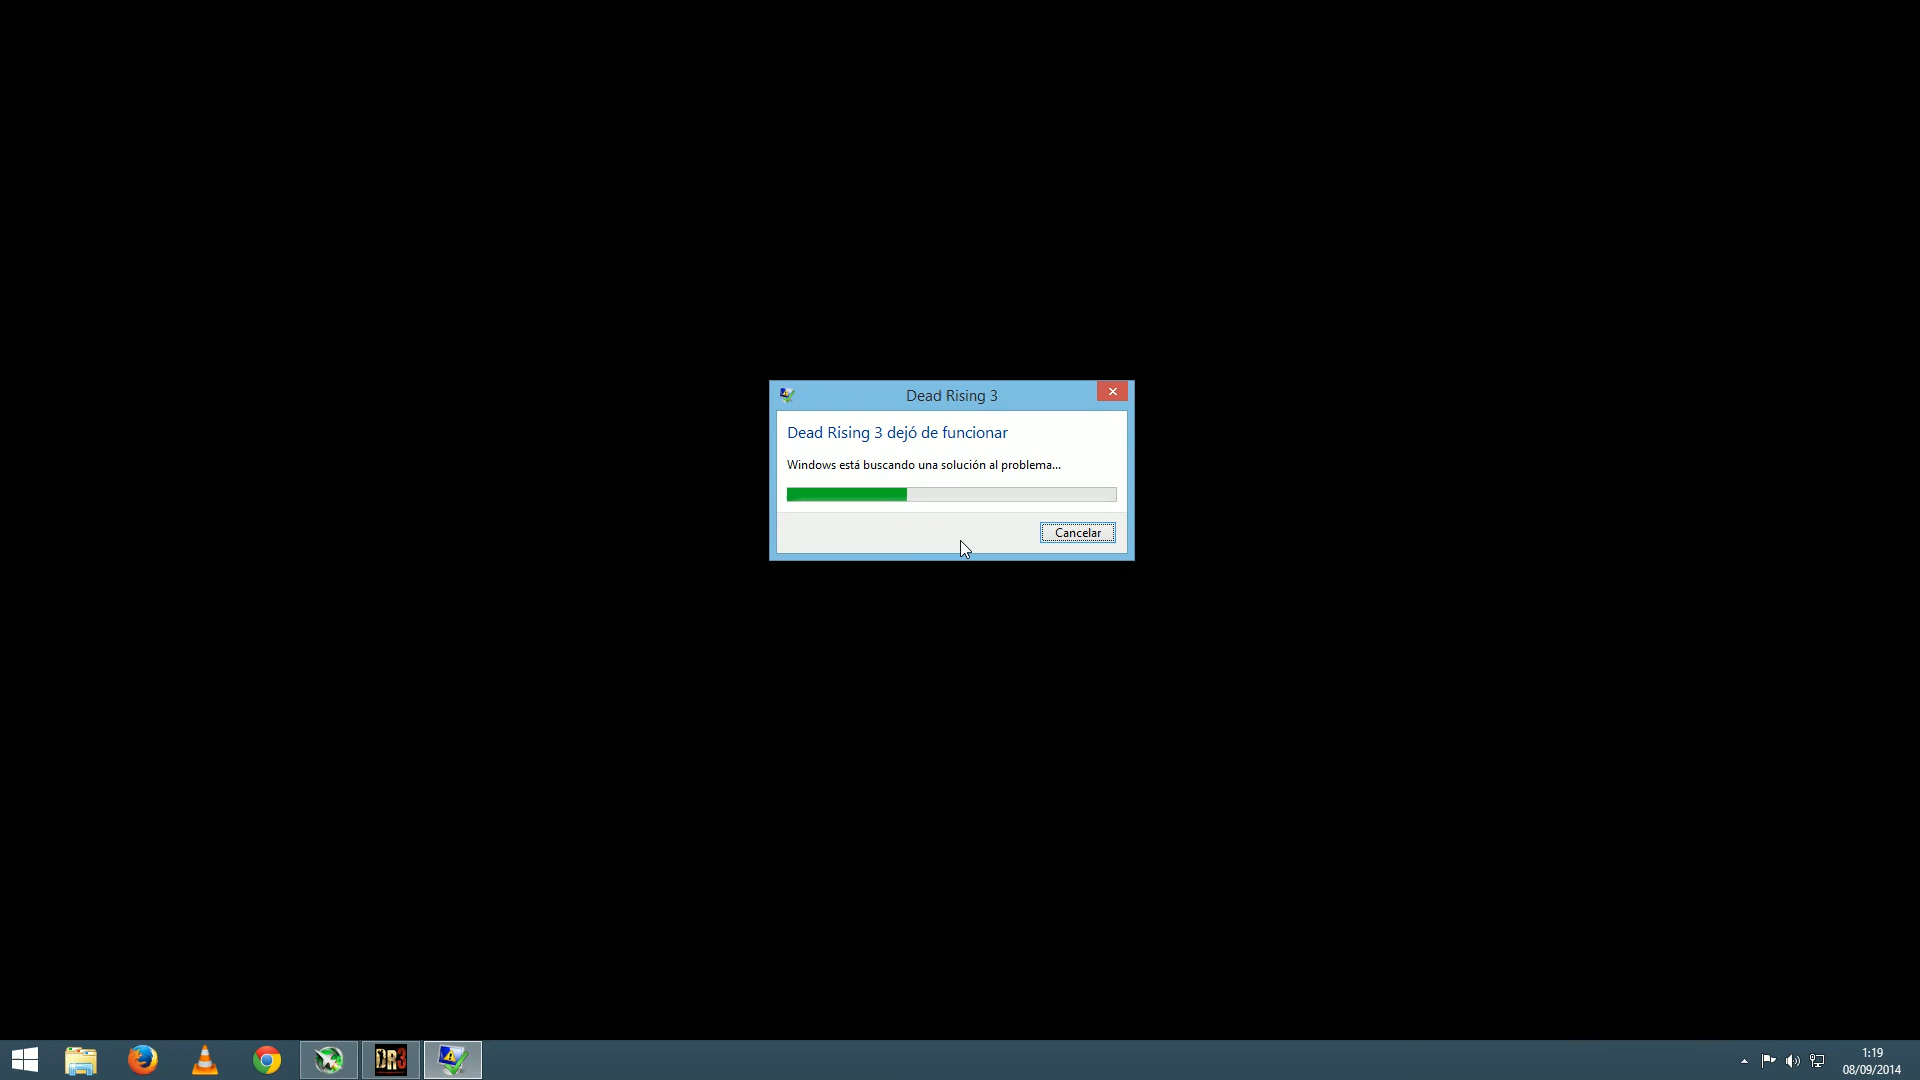 Dead Rising 3
Dead Rising 3 dejó de funcionar
Windows está buscando una solución al problema...
Cancelar
DR3
1:19
08/09/2014